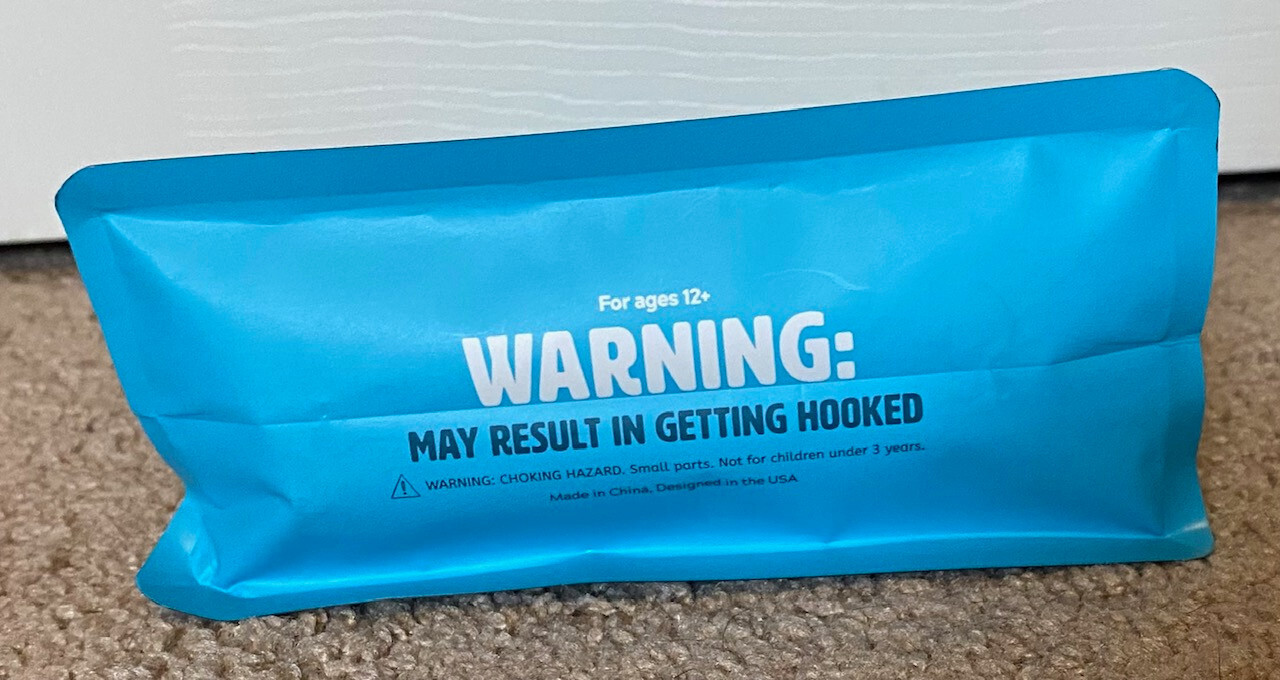 For ages 12+
WARNING:
MAY RESULT IN GETTING HOOKED
WARNING: CHOKING HAZARD. Small parts. Not for children under 3 years.
Made in China, Designed in the USA